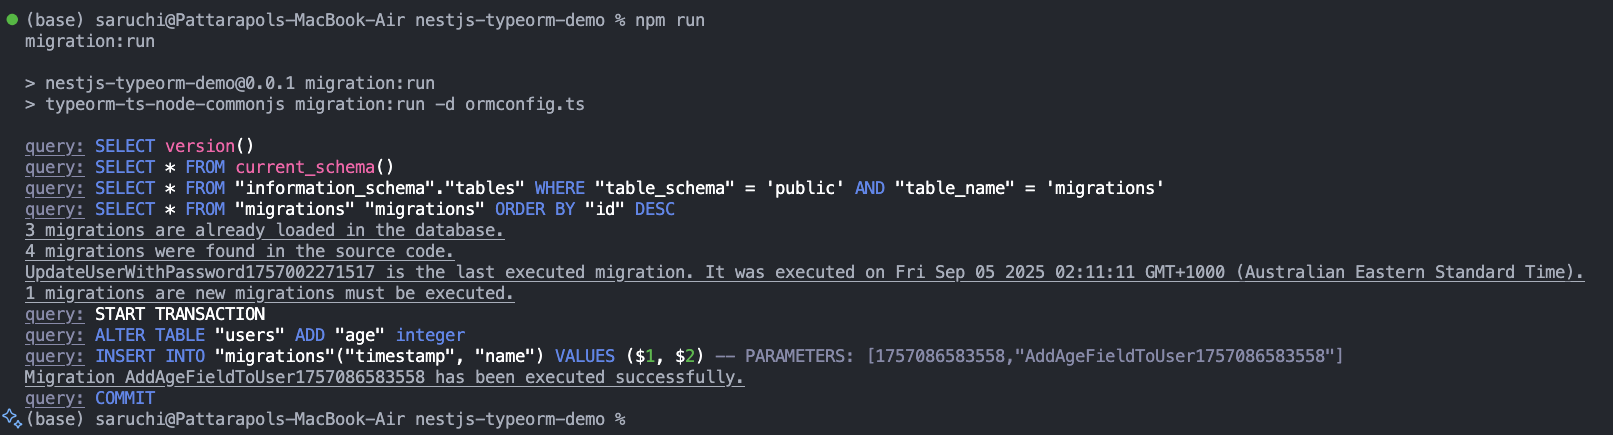 (base) saruchi@Pattarapols-MacBook-Air nestjs-typeorm-demo % npm run
migration:run
> nestjs-typeorm-demo@0.0.1 migration:run
> typeorm-ts-node-commonjs migration:run -d ormconfig.ts
query: SELECT version()
query: SELECT * FROM current_schema()
query: SELECT * FROM "information_schema"."tables" WHERE "table_schema" = 'public' AND "table_name" = 'migrations'
query: SELECT * FROM "migrations" "migrations" ORDER BY "id" DESC
3 migrations are already loaded in the database.
4 migrations were found in the source code.
UpdateUserWithPassword1757002271517 is the last executed migration. It was executed on Fri Sep 05 2025 02:11:11 GMT+1000 (Australian Eastern Standard Time).
1 migrations are new migrations must be executed.
query: START TRANSACTION
query: ALTER TABLE "users" ADD "age" integer
query: INSERT INTO "migrations"("timestamp", "name") VALUES ($1, $2) -- PARAMETERS: [1757086583558,"AddAgeFieldToUser1757086583558"]
Migration AddAgeFieldToUser1757086583558 has been executed successfully.
query: COMMIT
(base) saruchi@Pattarapols-MacBook-Air nestjs-typeorm-demo %